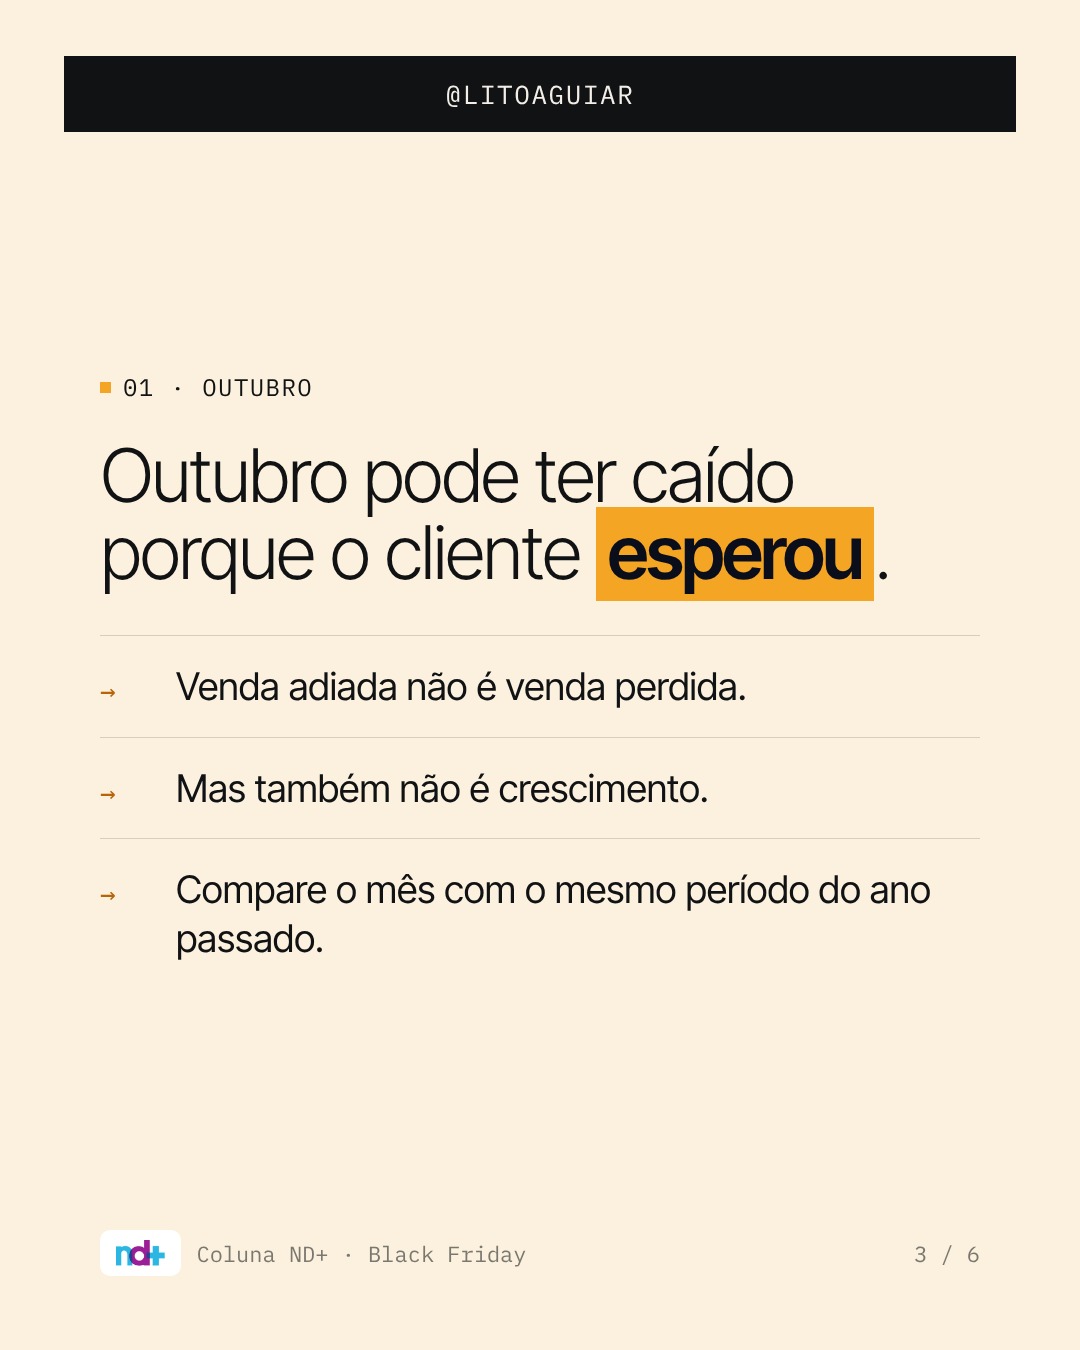 @LITOAGUIAR
01 · OUTUBRO
Outubro pode ter caído
porque o cliente esperou.
→ Venda adiada não é venda perdida.
→ Mas também não é crescimento.
→ Compare o mês com o mesmo período do ano
passado.
nd+ Coluna ND+ · Black Friday 3 / 6